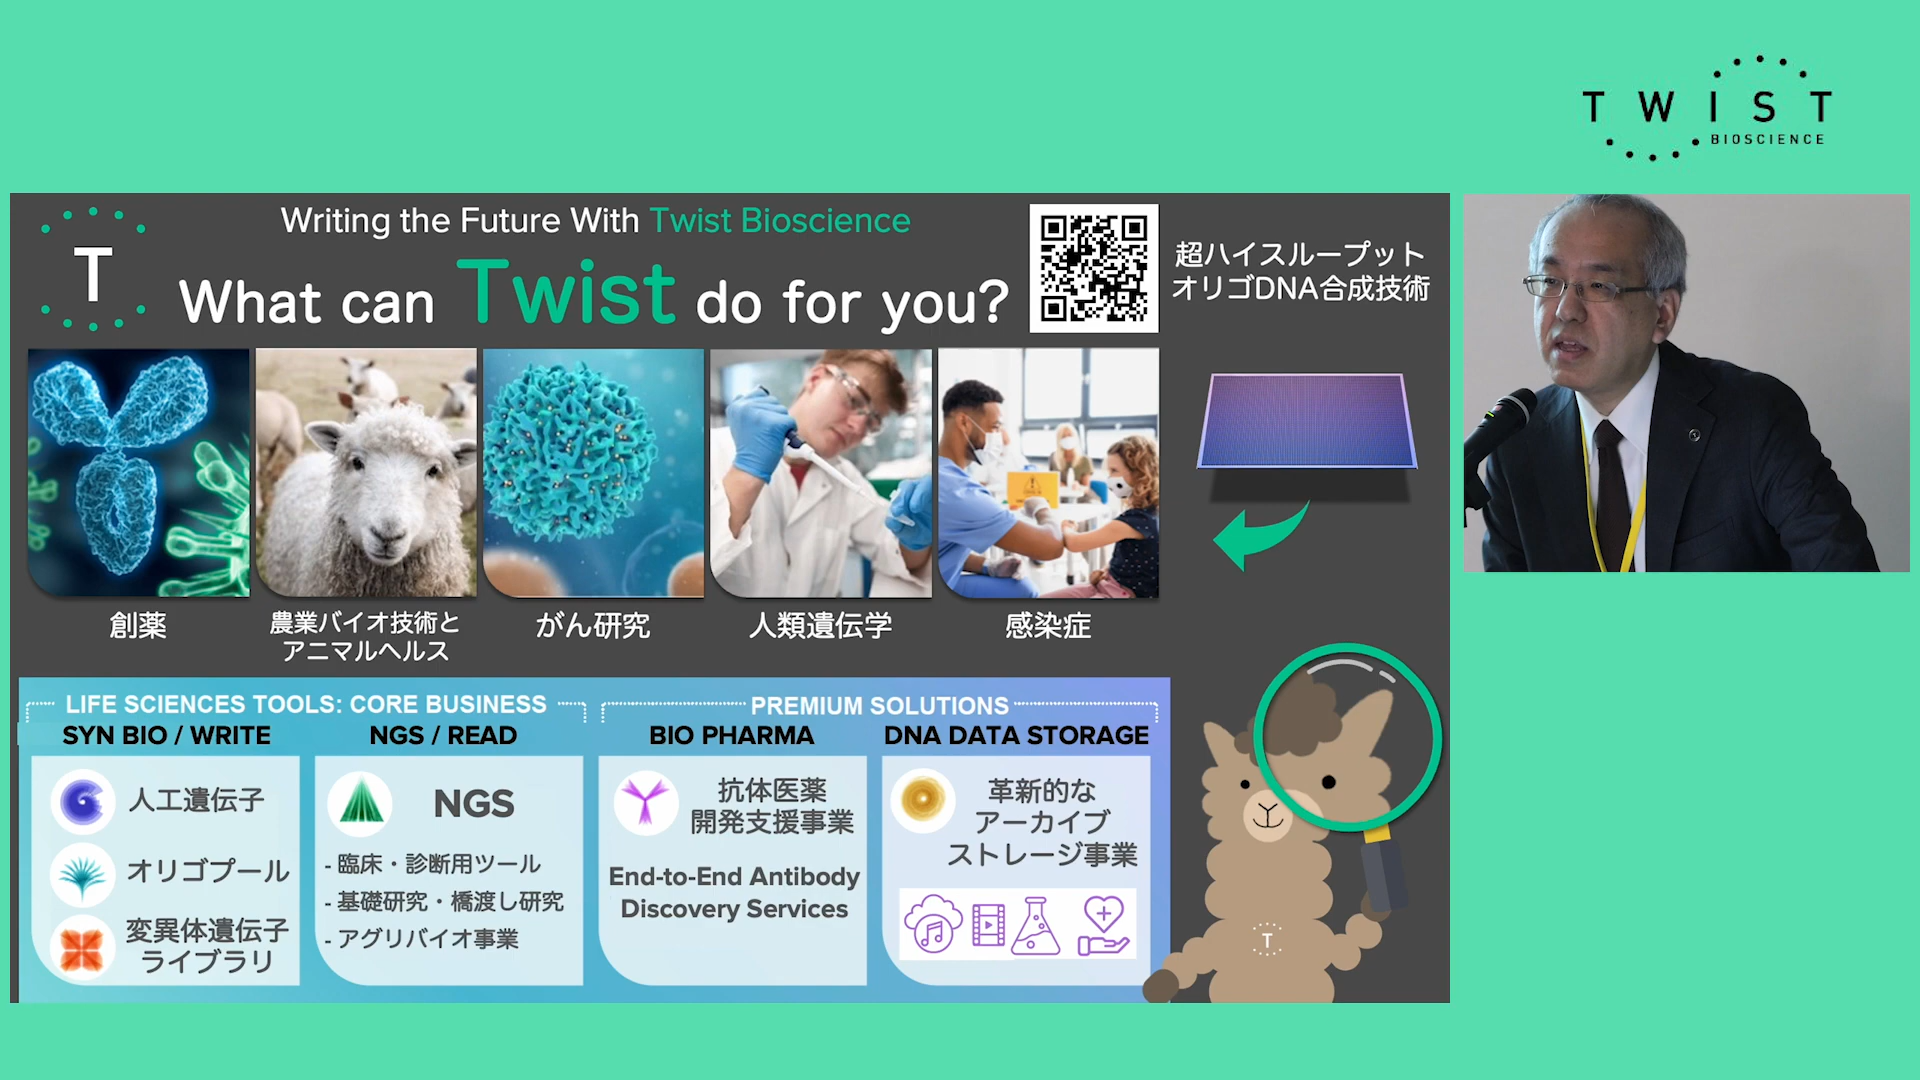 TWIST
BIOSCIENCE
T
Writing the Future With Twist Bioscience
What can Twist do for you?
超ハイスループット
オリゴDNA合成技術
創薬
農業バイオ技術と
アニマルヘルス
がん研究
人類遺伝学
感染症
LIFE SCIENCES TOOLS: CORE BUSINESS
PREMIUM SOLUTIONS
SYN BIO / WRITE
人工遺伝子
オリゴプール
変異体遺伝子
ライブラリ
NGS / READ
NGS
- 臨床・診断用ツール
- 基礎研究・橋渡し研究
- アグリバイオ事業
BIO PHARMA
抗体医薬
開発支援事業
End-to-End Antibody
Discovery Services
DNA DATA STORAGE
革新的な
アーカイブ
ストレージ事業
T